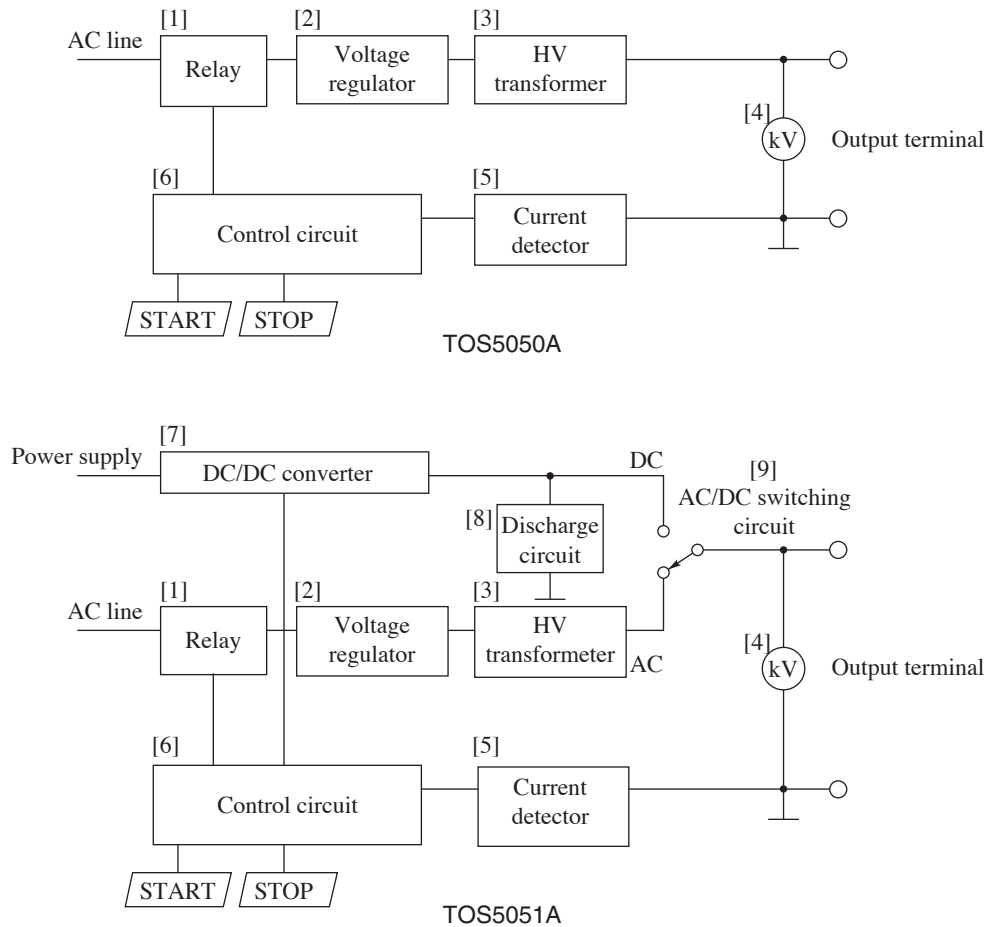 [1]
[2]
[3]
AC line
Relay
Voltage
regulator
HV
transformer
[4]
kV
Output terminal
[6]
[5]
Control circuit
Current
detector
START
STOP
TOS5050A
[7]
Power supply
DC/DC converter
DC
[9]
AC/DC switching
circuit
[8]
Discharge
circuit
[1]
[2]
[3]
AC line
Relay
Voltage
regulator
HV
transformeter
AC
[4]
kV
Output terminal
[6]
[5]
Control circuit
Current
detector
START
STOP
TOS5051A